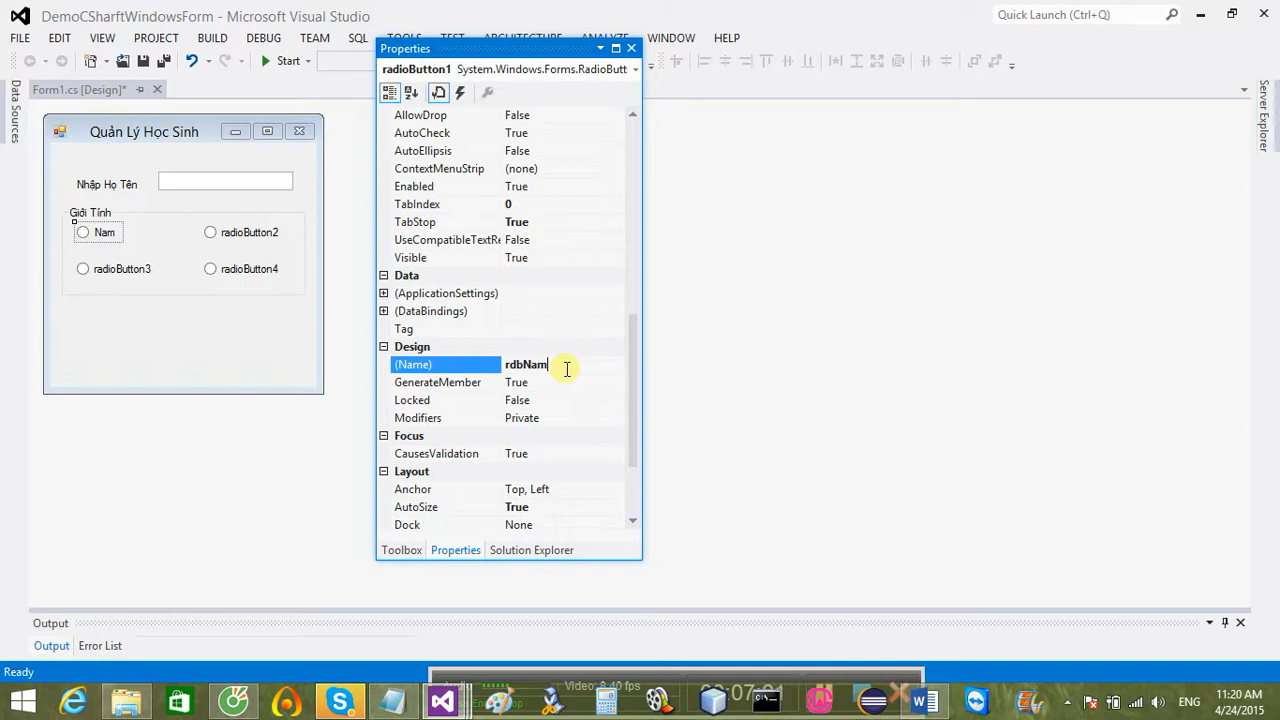 DemoCSharftWindowsForm - Microsoft Visual Studio
Quick Launch (Ctrl+Q)
FILE EDIT VIEW PROJECT BUILD DEBUG TEAM SQL WINDOW HELP
Start
Form1.cs [Design]*
Data Sources
Server Explorer
Quản Lý Học Sinh
Nhập Họ Tên
Giới Tính
Nam
radioButton2
radioButton3
radioButton4
Properties
radioButton1 System.Windows.Forms.RadioButt
AllowDrop False
AutoCheck True
AutoEllipsis False
ContextMenuStrip (none)
Enabled True
TabIndex 0
TabStop True
UseCompatibleTextRe False
Visible True
Data
(ApplicationSettings)
(DataBindings)
Tag
Design
(Name) rdbNam
GenerateMember True
Locked False
Modifiers Private
Focus
CausesValidation True
Layout
Anchor Top, Left
AutoSize True
Dock None
Toolbox Properties Solution Explorer
Output
Output Error List
Ready
Audio
Video: 8.40 fps
ENG
11:20 AM
4/24/2015